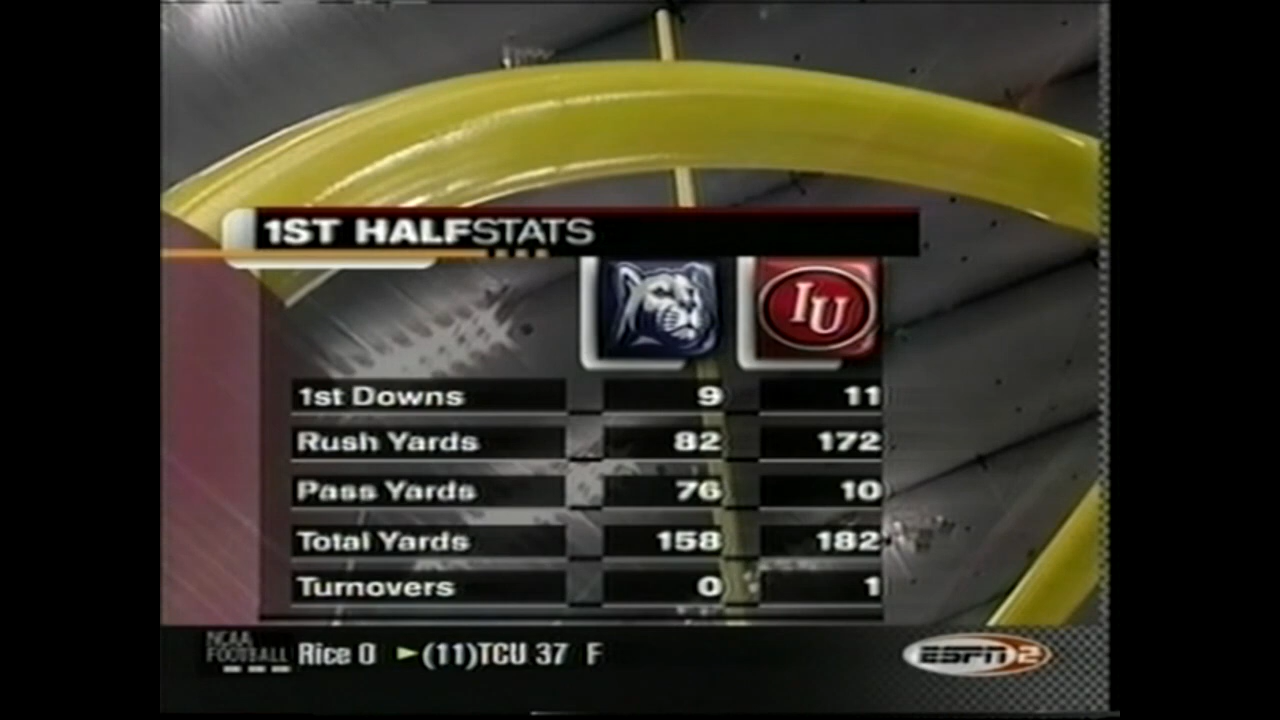 1ST HALFSTATS
IU
1st Downs 9 11
Rush Yards 82 172
Pass Yards 76 10
Total Yards 158 182
Turnovers 0 1
NCAA FOOTBALL Rice 0 ►(11)TCU 37 F
ESPN2